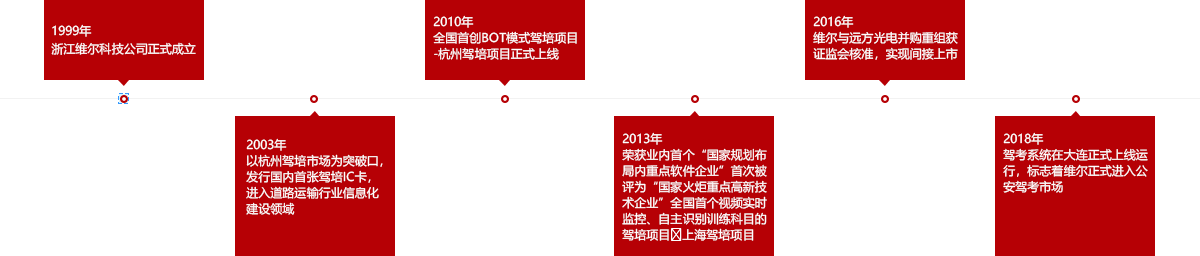 1999年
浙江维尔科技公司正式成立
2003年
以杭州驾培市场为突破口，
发行国内首张驾培IC卡，
进入道路运输行业信息化
建设领域
2010年
全国首创BOT模式驾培项目
-杭州驾培项目正式上线
2013年
荣获业内首个“国家规划布
局内重点软件企业”首次被
评为“国家火炬重点高新技
术企业”全国首个视频实时
监控、自主识别训练科目的
驾培项目上海驾培项目
2016年
维尔与远方光电并购重组获
证监会核准，实现间接上市
2018年
驾考系统在大连正式上线运
行，标志着维尔正式进入公
安驾考市场